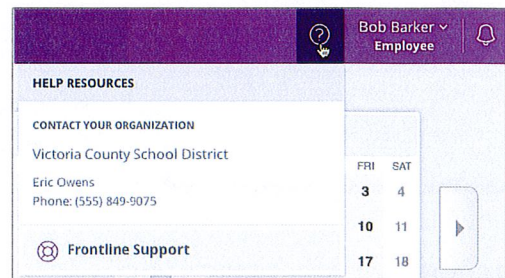 ?
Bob Barker
Employee
HELP RESOURCES
CONTACT YOUR ORGANIZATION
Victoria County School District
Eric Owens
Phone: (555) 849-9075
Frontline Support
FRI SAT
3 4
10 11
17 18